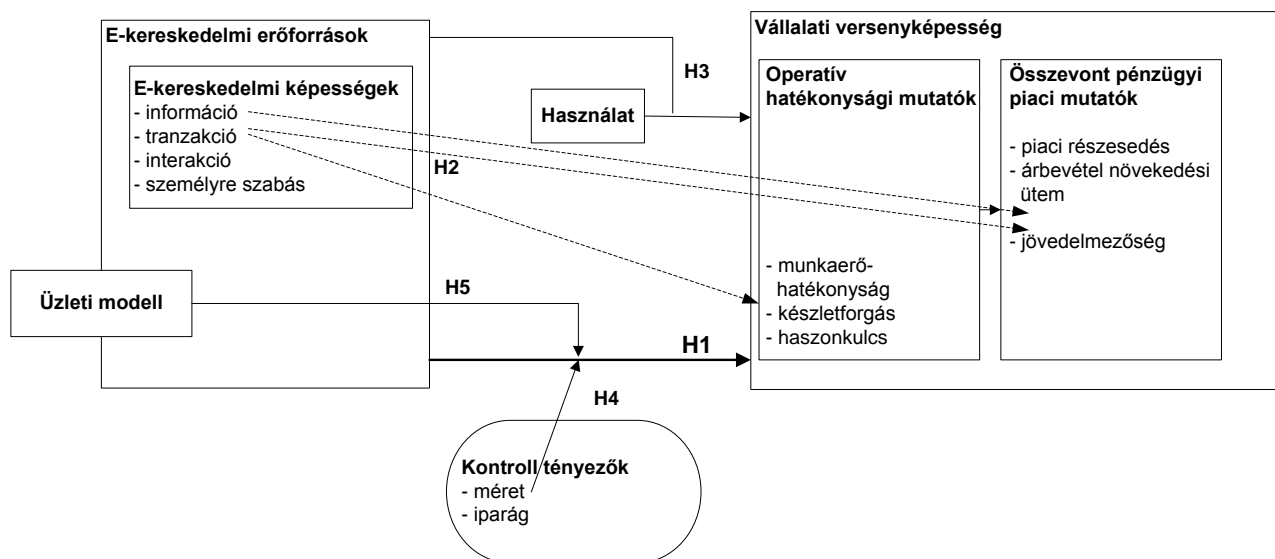 E-kereskedelmi erőforrások
E-kereskedelmi képességek
- információ
- tranzakció
- interakció
- személyre szabás
H2
H3
Használat
Üzleti modell
H5
H1
H4
Kontroll tényezők
- méret
- iparág
Vállalati versenyképesség
Operatív
hatékonysági mutatók
- munkaerő-
hatékonyság
- készletforgás
- haszonkulcs
Összevont pénzügyi
piaci mutatók
- piaci részesedés
- árbevétel növekedési
ütem
- jövedelmezőség